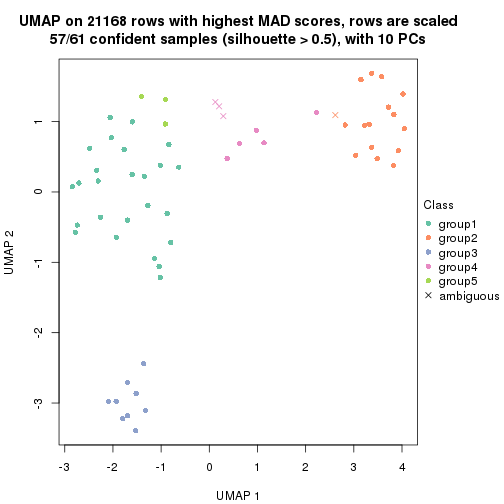 UMAP on 21168 rows with highest MAD scores, rows are scaled
57/61 confident samples (silhouette > 0.5), with 10 PCs
UMAP 2
1
0
-1
-2
-3
-3
-2
-1
0
1
2
3
4
UMAP 1
Class
group1
group2
group3
group4
group5
ambiguous